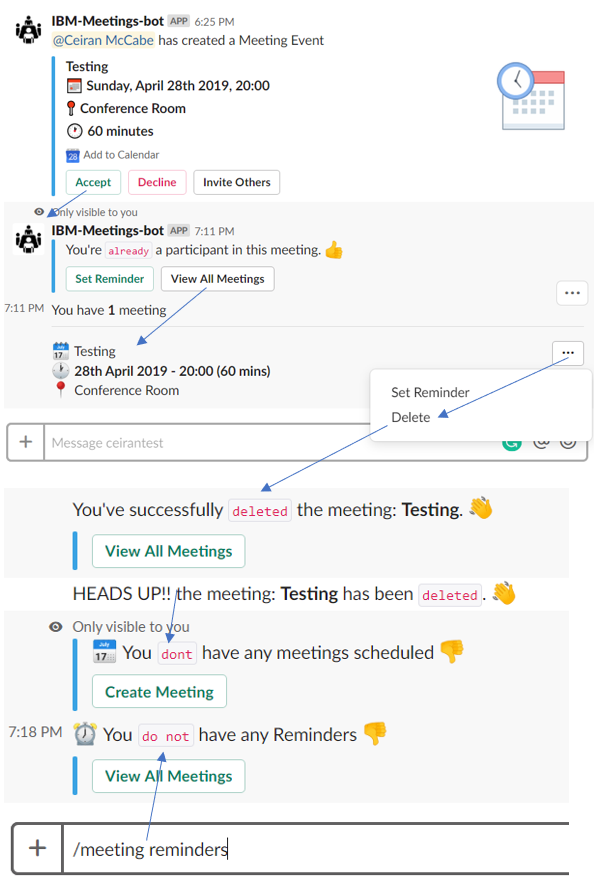 IBM-Meetings-bot APP 6:25 PM
@Ceiran McCabe has created a Meeting Event
Testing
Sunday, April 28th 2019, 20:00
Conference Room
60 minutes
28 Add to Calendar
Accept Decline Invite Others
Only visible to you
IBM-Meetings-bot APP 7:11 PM
You're already a participant in this meeting.
Set Reminder View All Meetings
7:11 PM You have 1 meeting
Testing
28th April 2019 - 20:00 (60 mins)
Conference Room
Set Reminder
Delete
Message ceirantest
You've successfully deleted the meeting: Testing.
View All Meetings
HEADS UP!! the meeting: Testing has been deleted.
Only visible to you
July 17 You dont have any meetings scheduled
Create Meeting
7:18 PM You do not have any Reminders
View All Meetings
/meeting reminders